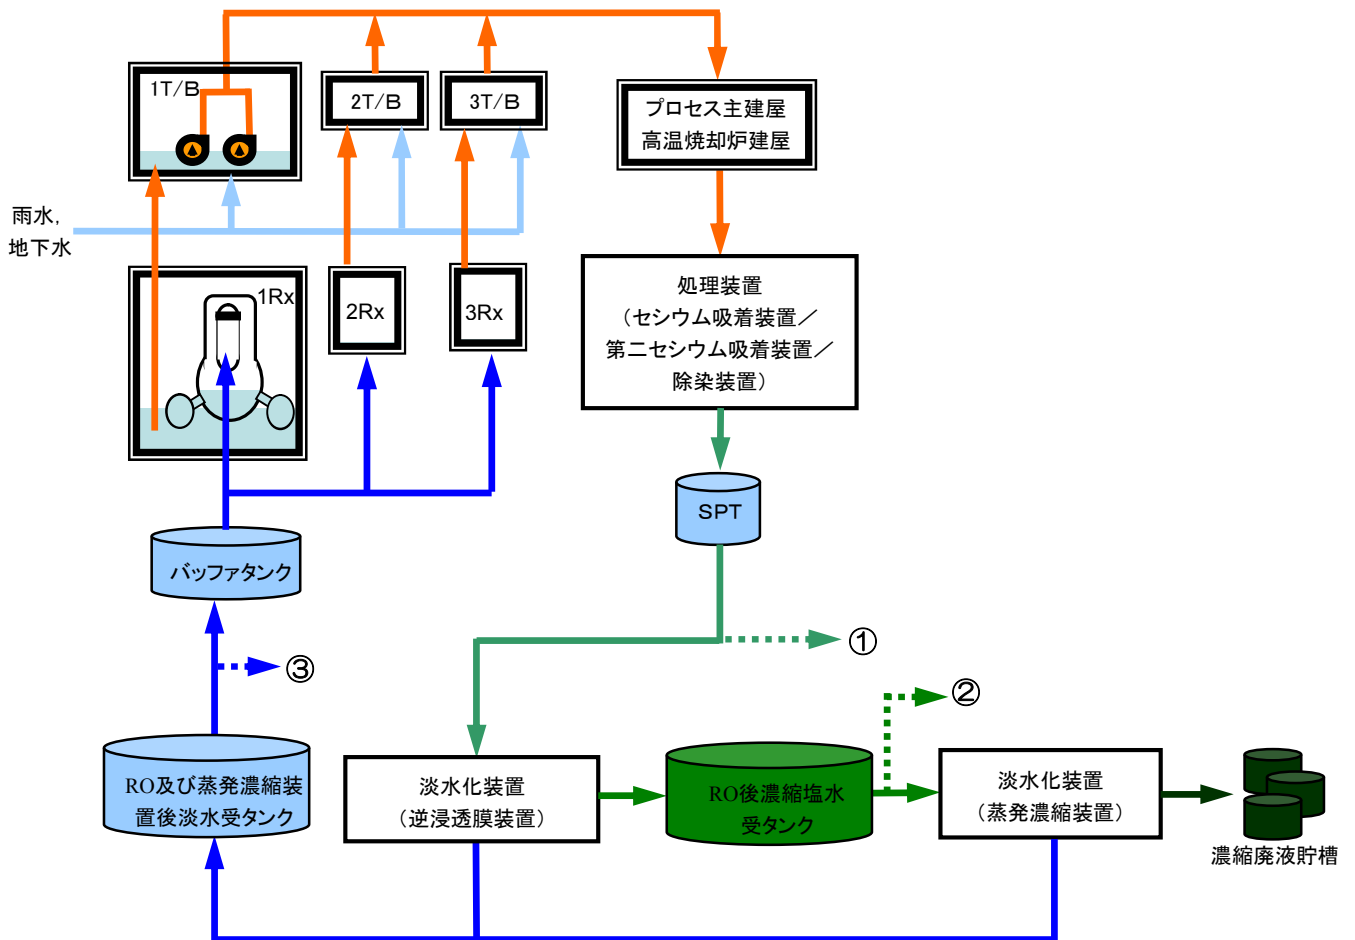 1T/B
2T/B
3T/B
プロセス主建屋
高温焼却炉建屋
雨水,
地下水
1Rx
2Rx
3Rx
処理装置
（セシウム吸着装置／
第二セシウム吸着装置／
除染装置）
SPT
バッファタンク
①
③
②
RO及び蒸発濃縮装
置後淡水受タンク
淡水化装置
（逆浸透膜装置）
RO後濃縮塩水
受タンク
淡水化装置
（蒸発濃縮装置）
濃縮廃液貯槽